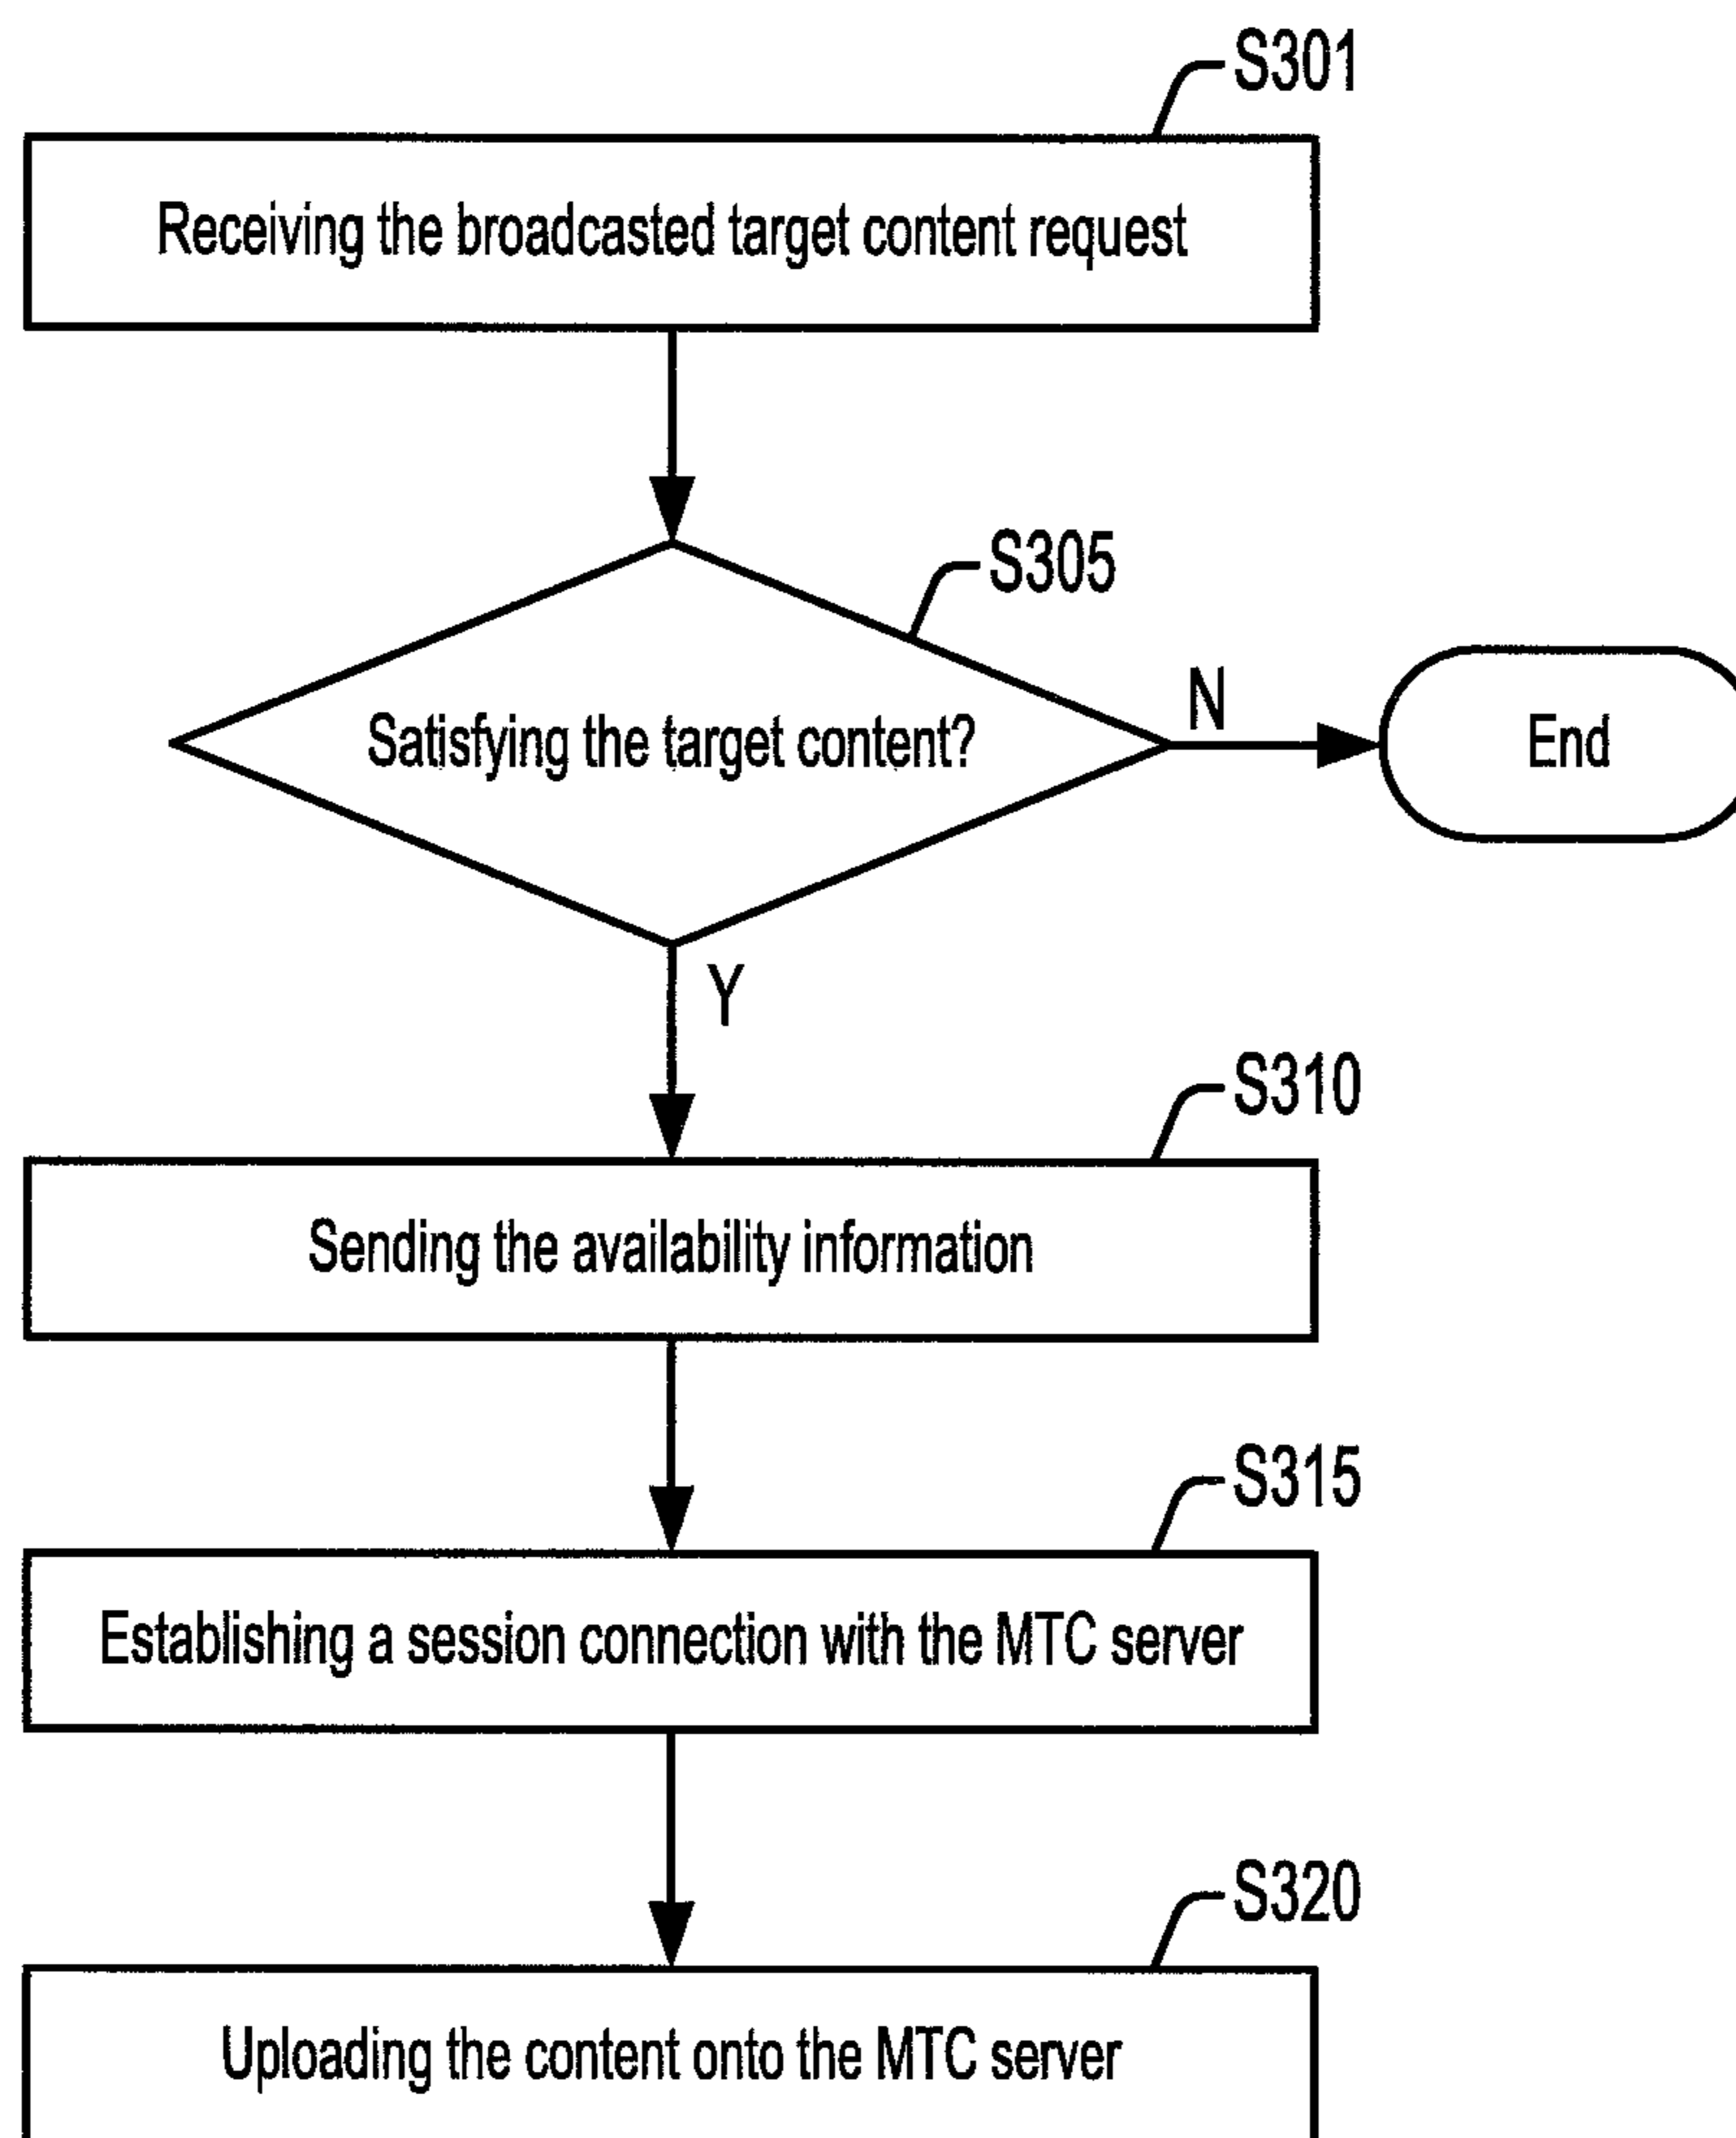 S301
Receiving the broadcasted target content request
S305
Satisfying the target content?
N
End
Y
S310
Sending the availability information
S315
Establishing a session connection with the MTC server
S320
Uploading the content onto the MTC server